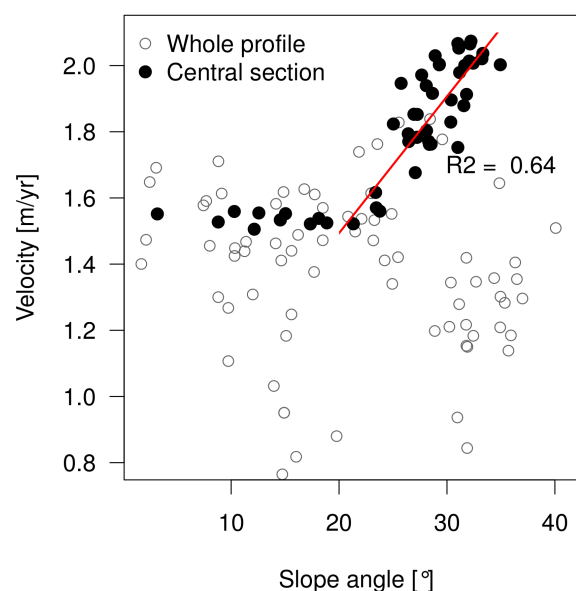 Whole profile
Central section
R2 = 0.64
Velocity [m/yr]
2.0
1.8
1.6
1.4
1.2
1.0
0.8
10 20 30 40
Slope angle [°]